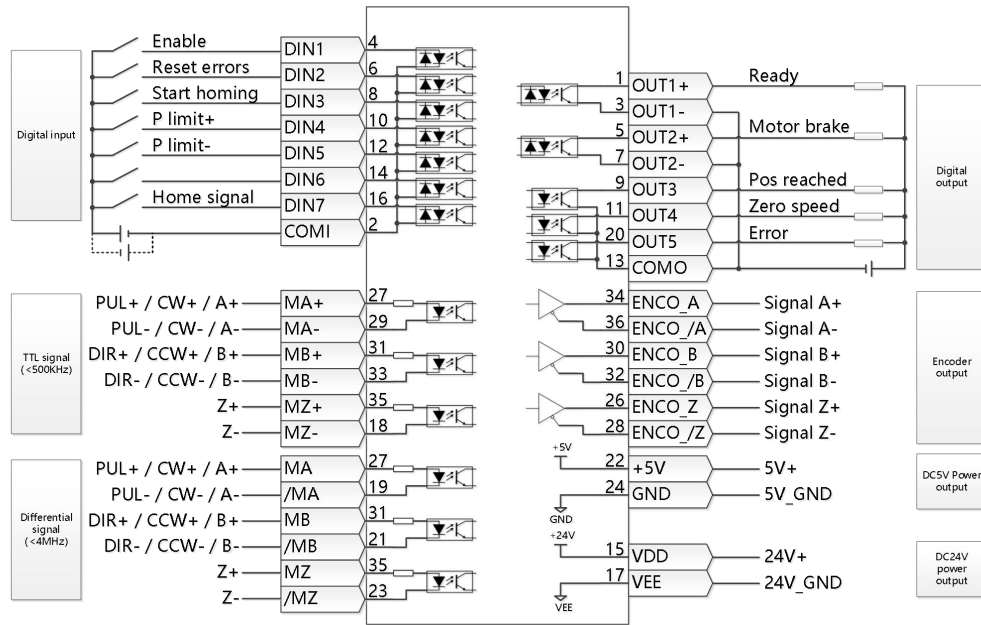 Digital input
Enable
DIN1
4
Reset errors
DIN2
6
Start homing
DIN3
8
P limit+
DIN4
10
P limit-
DIN5
12
DIN6
14
Home signal
DIN7
16
COMI
2
1
OUT1+
Ready
3
OUT1-
5
OUT2+
Motor brake
7
OUT2-
9
OUT3
Pos reached
11
OUT4
Zero speed
20
OUT5
Error
13
COMO
Digital
output
TTL signal
(<500KHz)
PUL+ / CW+ / A+
MA+
27
PUL- / CW- / A-
MA-
29
DIR+ / CCW+ / B+
MB+
31
DIR- / CCW- / B-
MB-
33
Z+
MZ+
35
Z-
MZ-
18
34
ENCO_A
Signal A+
36
ENCO_/A
Signal A-
30
ENCO_B
Signal B+
32
ENCO_/B
Signal B-
26
ENCO_Z
Signal Z+
28
ENCO_/Z
Signal Z-
Encoder
output
Differential
signal
(<4MHz)
PUL+ / CW+ / A+
MA
27
PUL- / CW- / A-
/MA
19
DIR+ / CCW+ / B+
MB
31
DIR- / CCW- / B-
/MB
21
Z+
MZ
35
Z-
/MZ
23
+5V
22
+5V
5V+
24
GND
5V_GND
GND
DC5V Power
output
+24V
15
VDD
24V+
17
VEE
24V_GND
VEE
DC24V
power
output